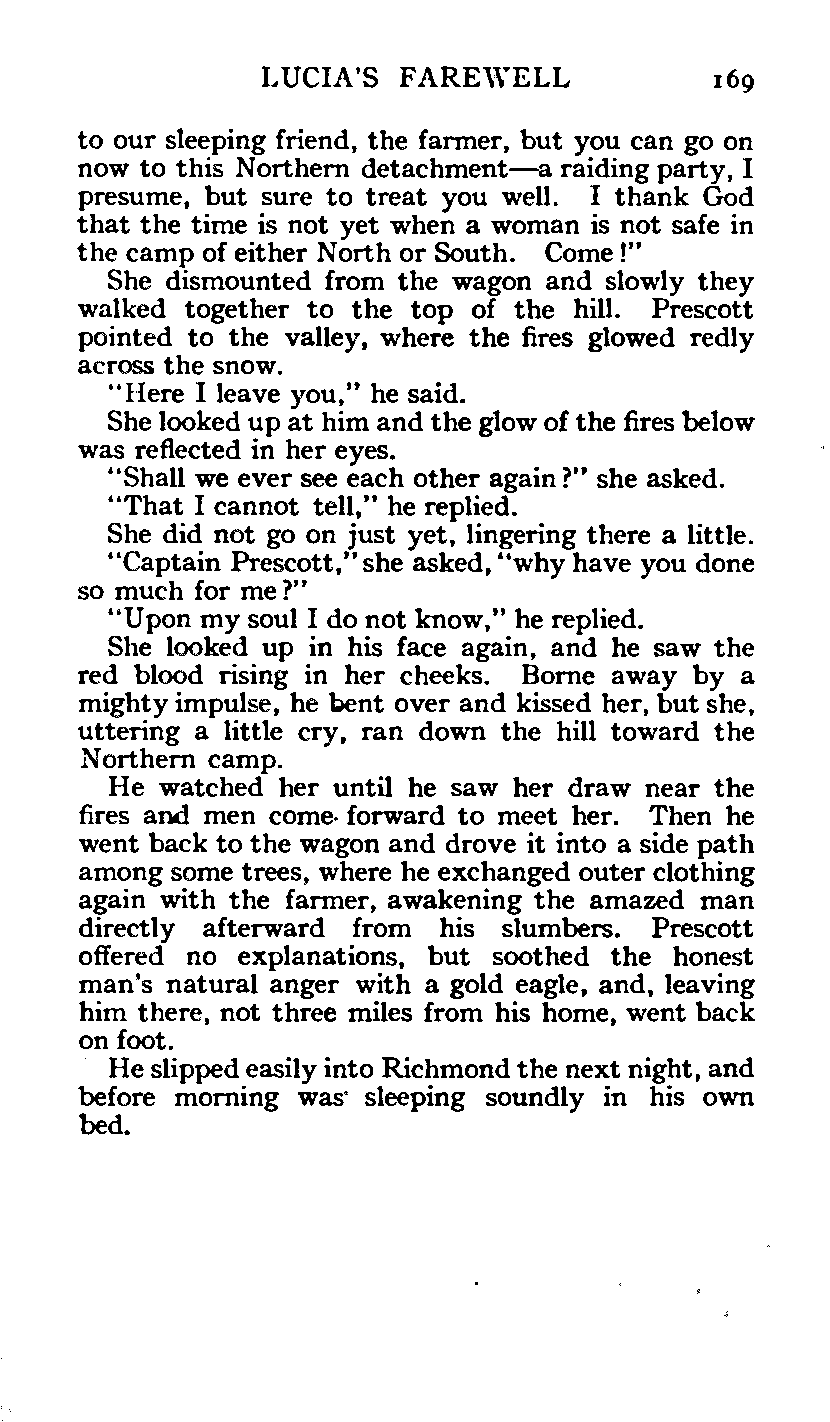 LUCIA'S FAREWELL 169
to our sleeping friend, the farmer, but you can go on
now to this Northern detachment—a raiding party, I
presume, but sure to treat you well. I thank God
that the time is not yet when a woman is not safe in
the camp of either North or South. Come!"
She dismounted from the wagon and slowly they
walked together to the top of the hill. Prescott
pointed to the valley, where the fires glowed redly
across the snow.
"Here I leave you," he said.
She looked up at him and the glow of the fires below
was reflected in her eyes.
"Shall we ever see each other again?" she asked.
"That I cannot tell," he replied.
She did not go on just yet, lingering there a little.
"Captain Prescott," she asked, "why have you done
so much for me?"
"Upon my soul I do not know," he replied.
She looked up in his face again, and he saw the
red blood rising in her cheeks. Borne away by a
mighty impulse, he bent over and kissed her, but she,
uttering a little cry, ran down the hill toward the
Northern camp.
He watched her until he saw her draw near the
fires and men come forward to meet her. Then he
went back to the wagon and drove it into a side path
among some trees, where he exchanged outer clothing
again with the farmer, awakening the amazed man
directly afterward from his slumbers. Prescott
offered no explanations, but soothed the honest
man's natural anger with a gold eagle, and, leaving
him there, not three miles from his home, went back
on foot.
He slipped easily into Richmond the next night, and
before morning was sleeping soundly in his own
bed.